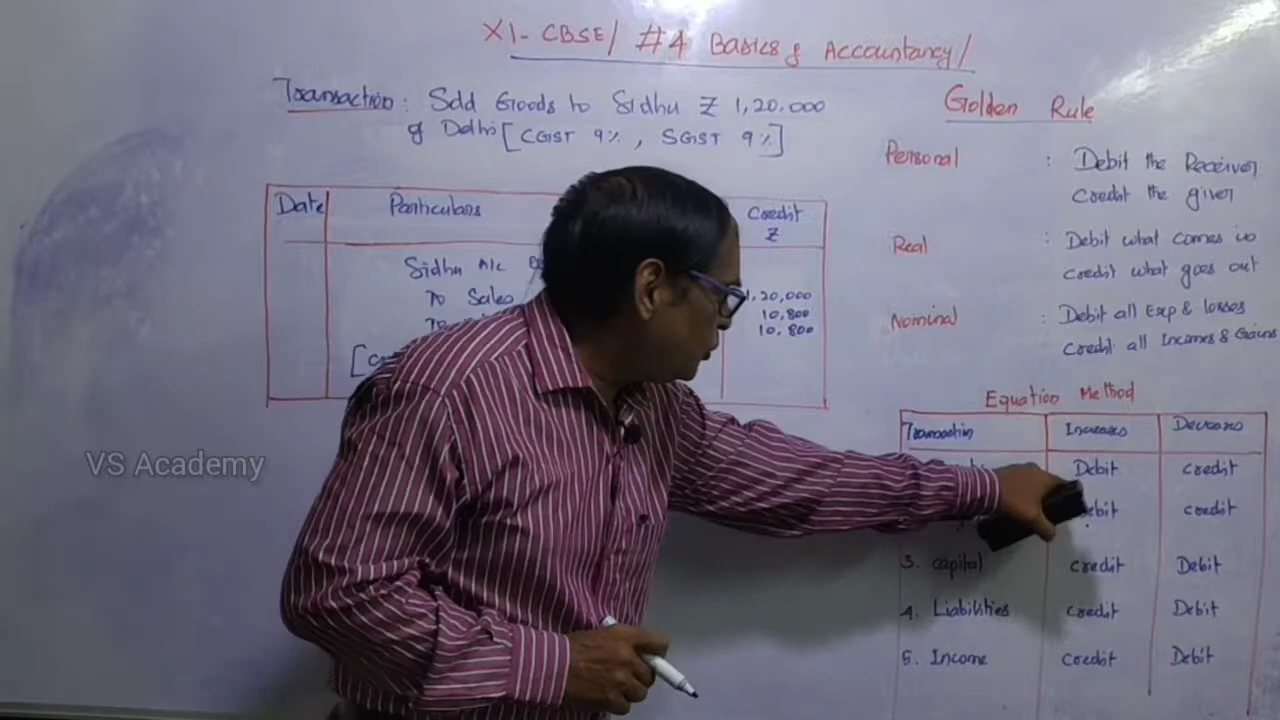 XI- CBSE/ #4 Basics of Accountancy/
Transaction : Sold Goods to Sidhu ₹ 1,20,000
of Delhi [CGST 9%, SGST 9%]
Date Particulars Credit
₹
Sidhu A/c
To Sales 1,20,000
To 10,800
10,800
Golden Rule
Personal : Debit the Receiver
Credit the giver
Real : Debit what comes in
Credit what goes out
Nominal : Debit all Exp & losses
Credit all Incomes & Gains
Equation Method
Transaction Increases Decreases
Debit Credit
Debit Credit
3. Capital Credit Debit
4. Liabilities Credit Debit
5. Income Credit Debit
VS Academy